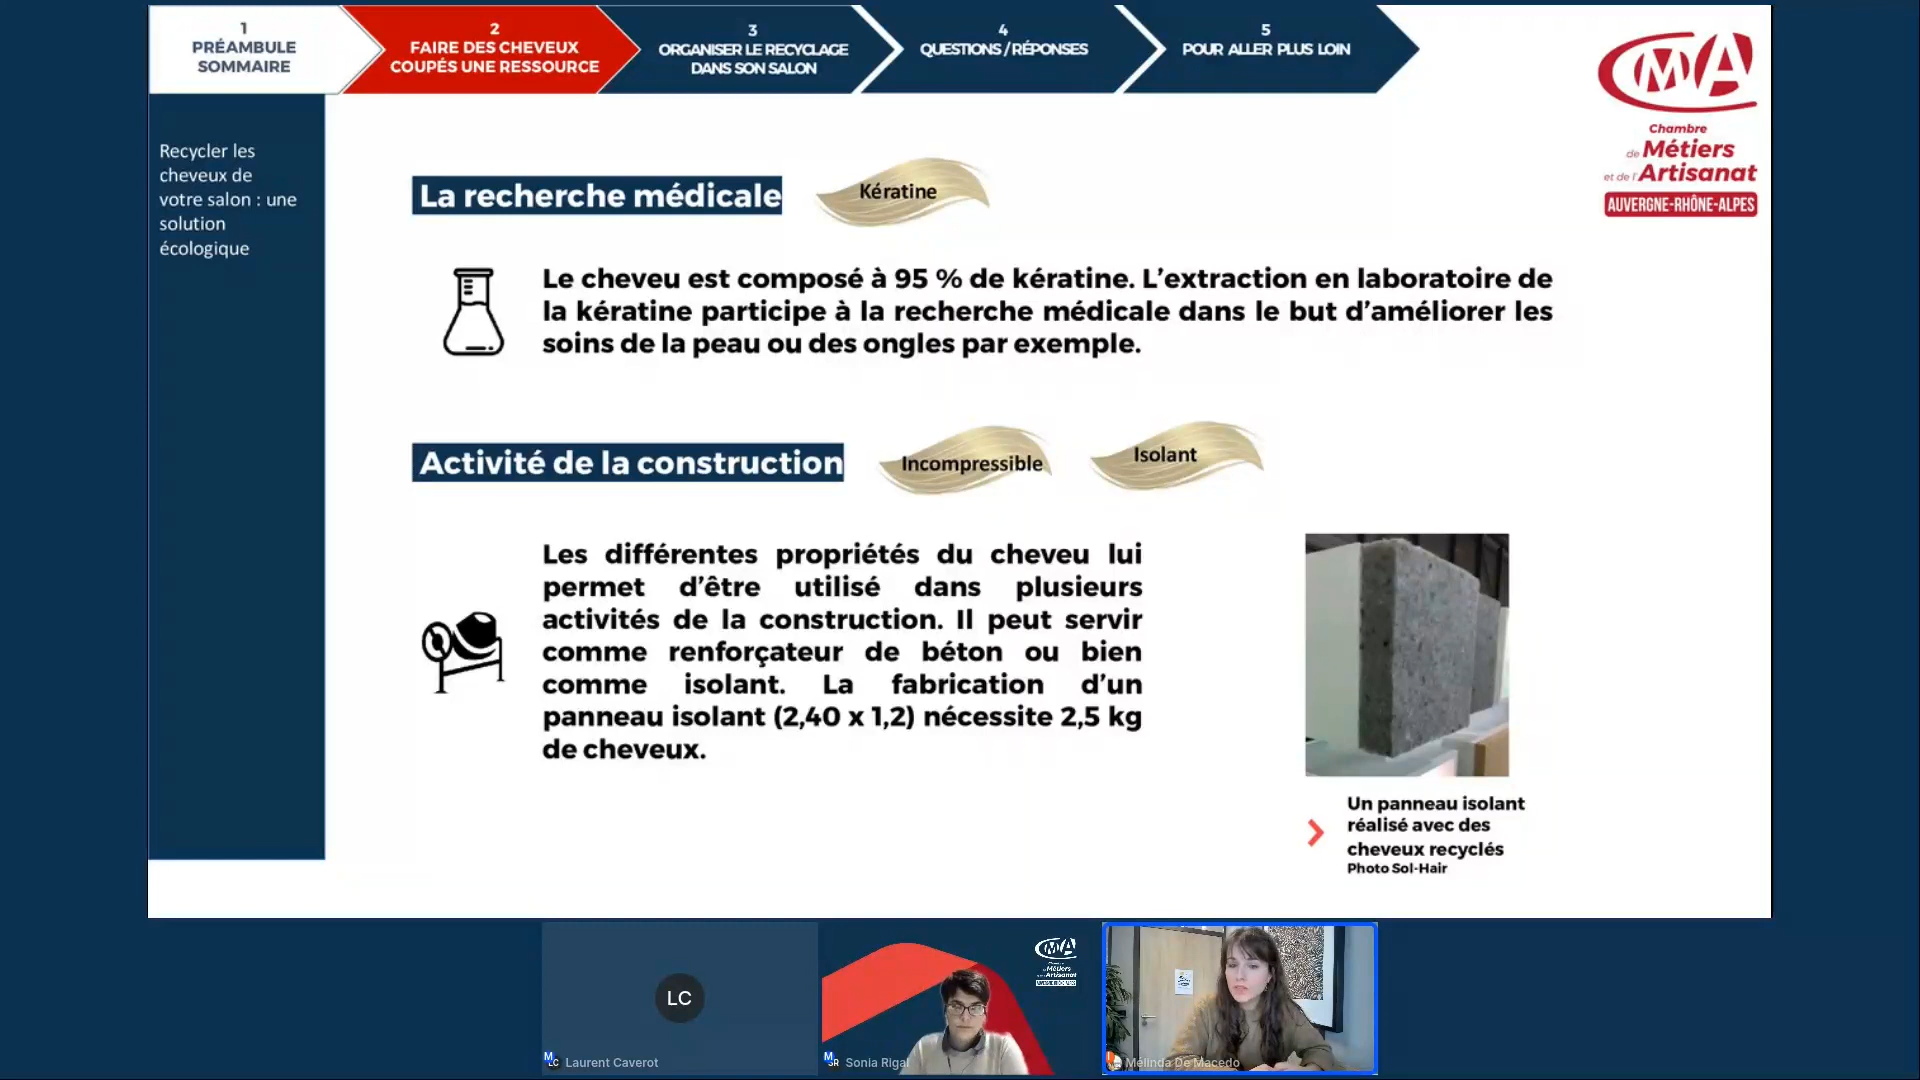 1
PRÉAMBULE
SOMMAIRE
2
FAIRE DES CHEVEUX
COUPÉS UNE RESSOURCE
3
ORGANISER LE RECYCLAGE
DANS SON SALON
4
QUESTIONS / RÉPONSES
5
POUR ALLER PLUS LOIN
CMA
Chambre
de Métiers
et de l'Artisanat
AUVERGNE-RHÔNE-ALPES
Recycler les
cheveux de
votre salon : une
solution
écologique
La recherche médicale
Kératine
Le cheveu est composé à 95 % de kératine. L’extraction en laboratoire de
la kératine participe à la recherche médicale dans le but d’améliorer les
soins de la peau ou des ongles par exemple.
Activité de la construction
Incompressible
Isolant
Les différentes propriétés du cheveu lui
permet d’être utilisé dans plusieurs
activités de la construction. Il peut servir
comme renforçateur de béton ou bien
comme isolant. La fabrication d’un
panneau isolant (2,40 x 1,2) nécessite 2,5 kg
de cheveux.
Un panneau isolant
réalisé avec des
cheveux recyclés
Photo Sol-Hair
LC
M LC Laurent Caverot
CMA
de Métiers
M SR Sonia Rigal
Mélinda De Macedo